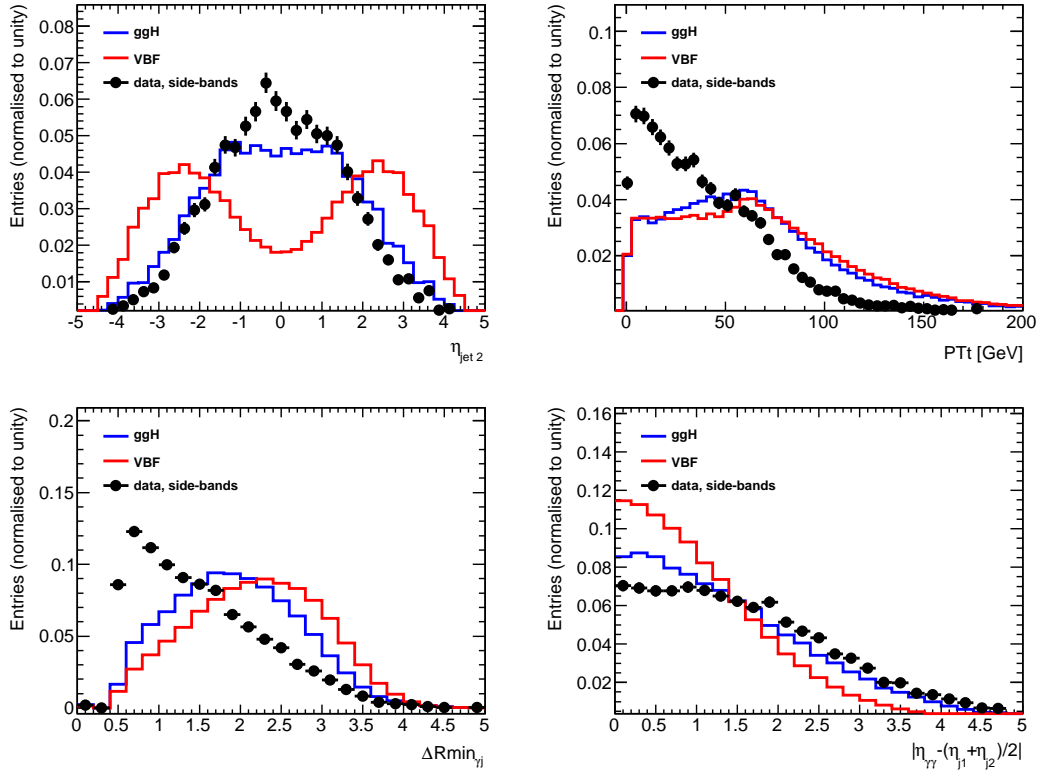 Entries (normalised to unity)
0.08
0.07
0.06
0.05
0.04
0.03
0.02
0.01
ggH
VBF
data, side-bands
-5 -4 -3 -2 -1 0 1 2 3 4 5
η_jet 2
Entries (normalised to unity)
0.1
0.08
0.06
0.04
0.02
ggH
VBF
data, side-bands
0 50 100 150 200
PTt [GeV]
Entries (normalised to unity)
0.2
0.15
0.1
0.05
0
ggH
VBF
data, side-bands
0 0.5 1 1.5 2 2.5 3 3.5 4 4.5 5
ΔRmin_γj
Entries (normalised to unity)
0.16
0.14
0.12
0.1
0.08
0.06
0.04
0.02
ggH
VBF
data, side-bands
0 0.5 1 1.5 2 2.5 3 3.5 4 4.5 5
|η_γγ-(η_j1+η_j2)/2|